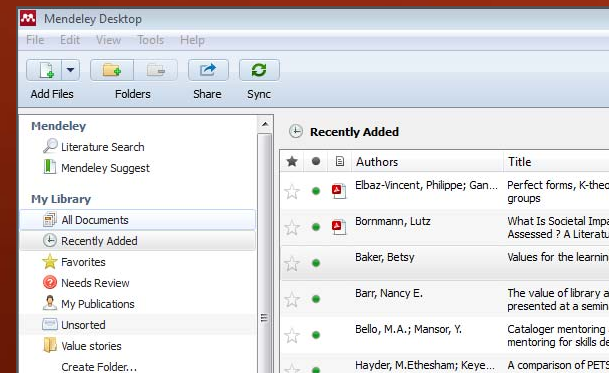 Mendeley Desktop
File Edit View Tools Help
Add Files Folders Share Sync
Mendeley
Literature Search
Mendeley Suggest
My Library
All Documents
Recently Added
Favorites
Needs Review
My Publications
Unsorted
Value stories
Create Folder...
Recently Added
Authors Title
Elbaz-Vincent, Philippe; Gan... Perfect forms, K-theo
groups
Bornmann, Lutz What Is Societal Impa
Assessed ? A Literatu
Baker, Betsy Values for the learnin
Barr, Nancy E. The value of library a
presented at a semin
Bello, M.A.; Mansor, Y. Cataloger mentoring
mentoring for skills de
Hayder, M.Ethesham; Keye... A comparison of PETS